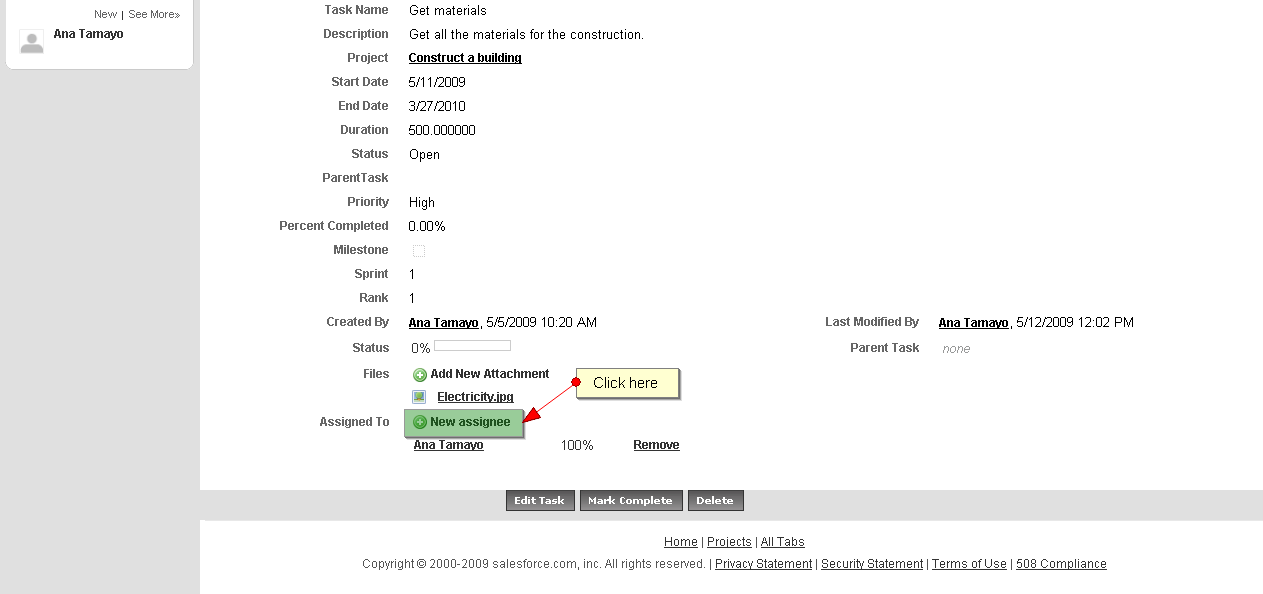 New | See More»
Ana Tamayo
Task Name Get materials
Description Get all the materials for the construction.
Project Construct a building
Start Date 5/11/2009
End Date 3/27/2010
Duration 500.000000
Status Open
ParentTask
Priority High
Percent Completed 0.00%
Milestone
Sprint 1
Rank 1
Created By Ana Tamayo, 5/5/2009 10:20 AM Last Modified By Ana Tamayo, 5/12/2009 12:02 PM
Status 0% Parent Task none
Files Add New Attachment
Click here
Electricity.jpg
Assigned To New assignee
Ana Tamayo 100% Remove
Edit Task Mark Complete Delete
Home | Projects | All Tabs
Copyright © 2000-2009 salesforce.com, inc. All rights reserved. | Privacy Statement | Security Statement | Terms of Use | 508 Compliance